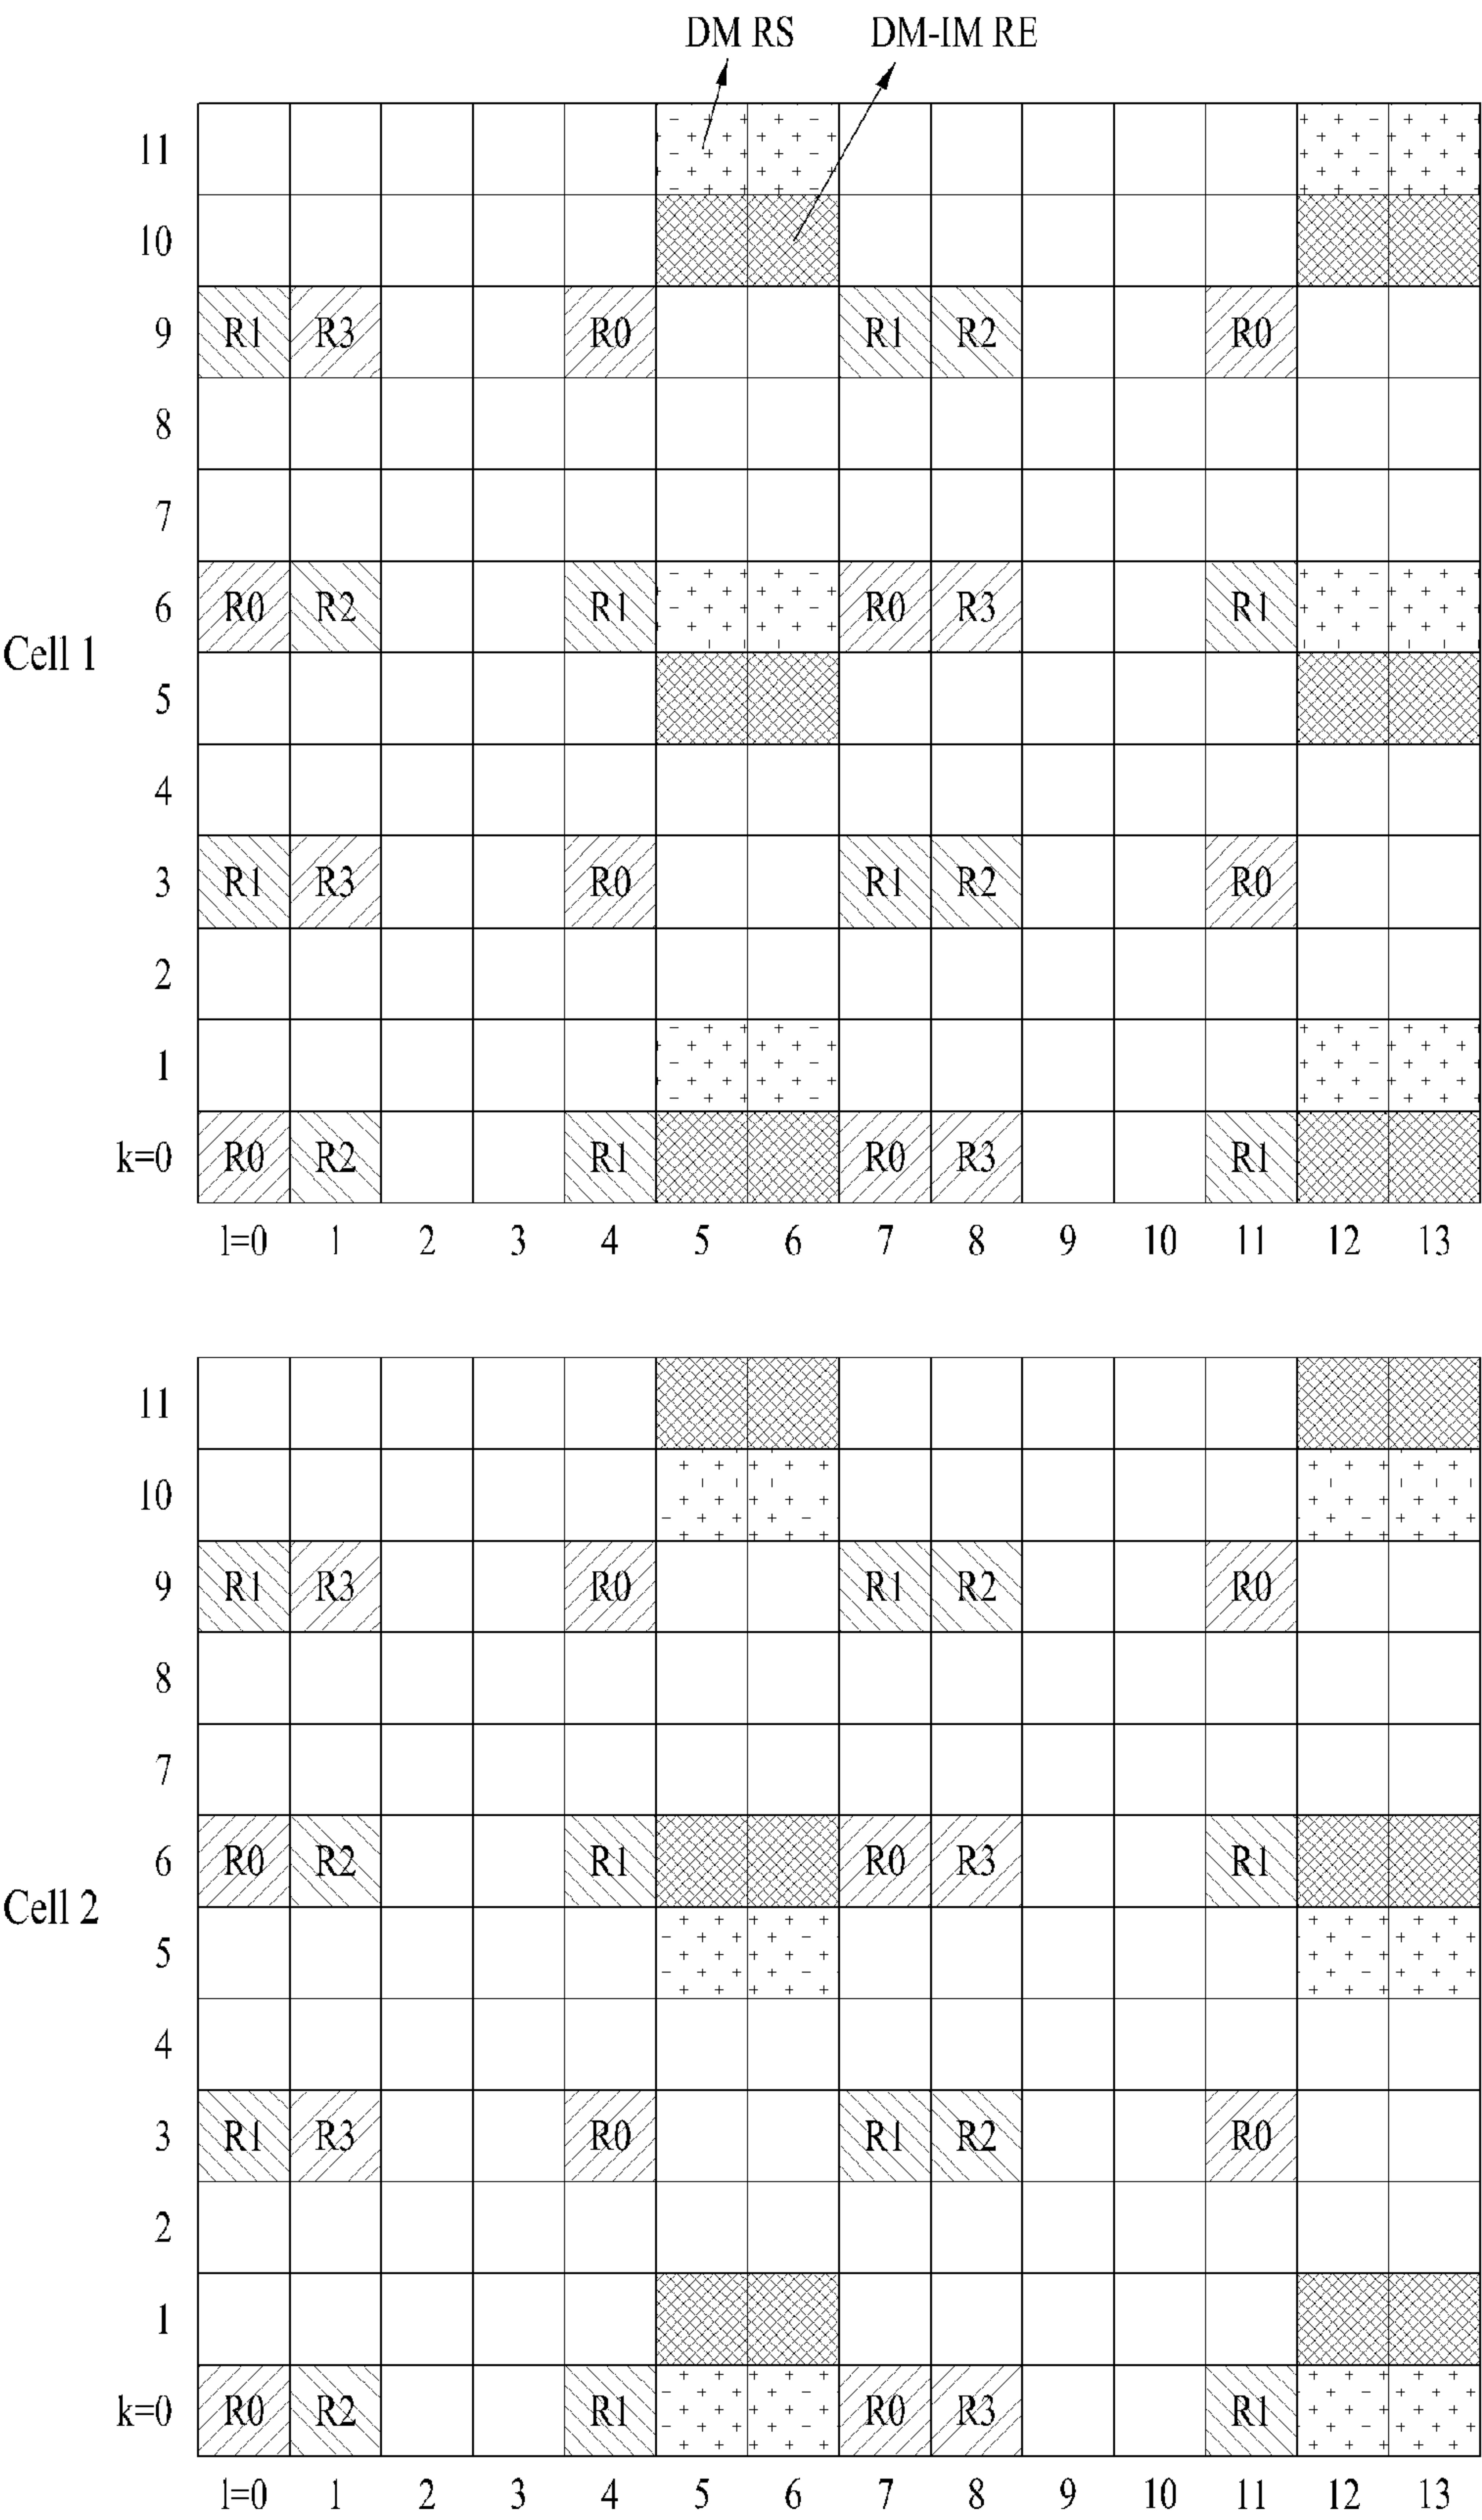 DM RS DM-IM RE
11
10
9 R1 R3 R0 R1 R2 R0
8
7
6 R0 R2 R1 R0 R3 R1
Cell 1
5
4
3 R1 R3 R0 R1 R2 R0
2
1
k=0 R0 R2 R1 R0 R3 R1
l=0 1 2 3 4 5 6 7 8 9 10 11 12 13
11
10
9 R1 R3 R0 R1 R2 R0
8
7
6 R0 R2 R1 R0 R3 R1
Cell 2
5
4
3 R1 R3 R0 R1 R2 R0
2
1
k=0 R0 R2 R1 R0 R3 R1
l=0 1 2 3 4 5 6 7 8 9 10 11 12 13